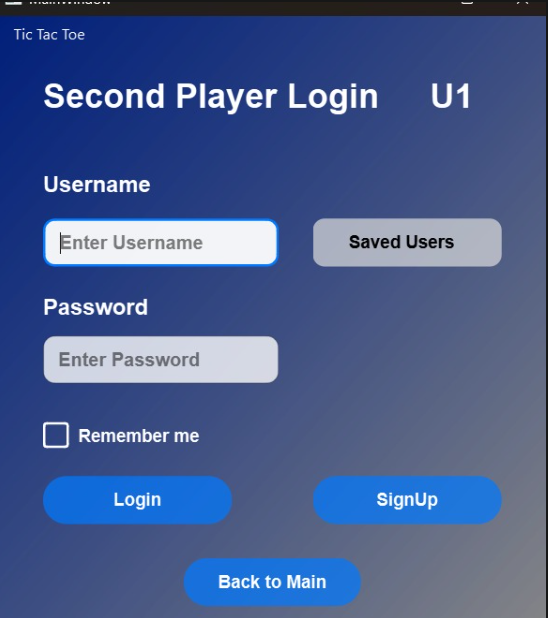 MainWindow
Tic Tac Toe
Second Player Login U1
Username
Enter Username Saved Users
Password
Enter Password
Remember me
Login SignUp
Back to Main